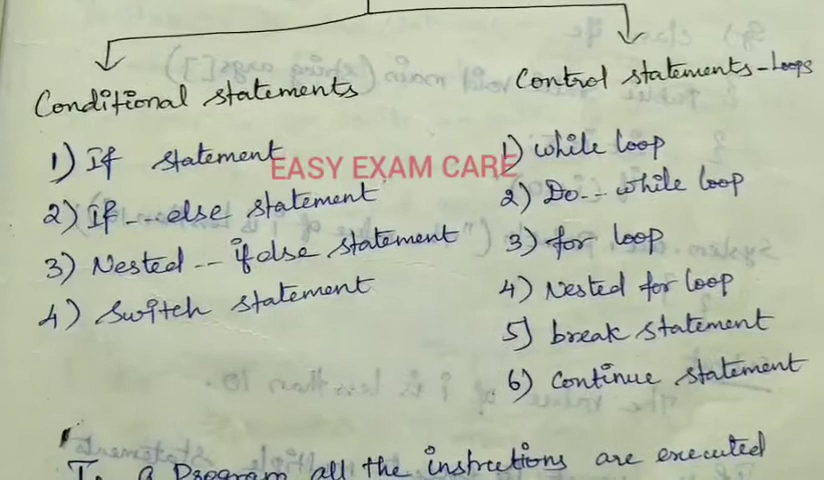 Conditional statements
1) If statement
2) If -- else statement
3) Nested -- ifelse statement
4) Switch statement
Control statements - Loops
1) while loop
2) Do -- while loop
3) for loop
4) Nested for loop
5) break statement
6) Continue statement
EASY EXAM CARE
a Program all the instructions are executed